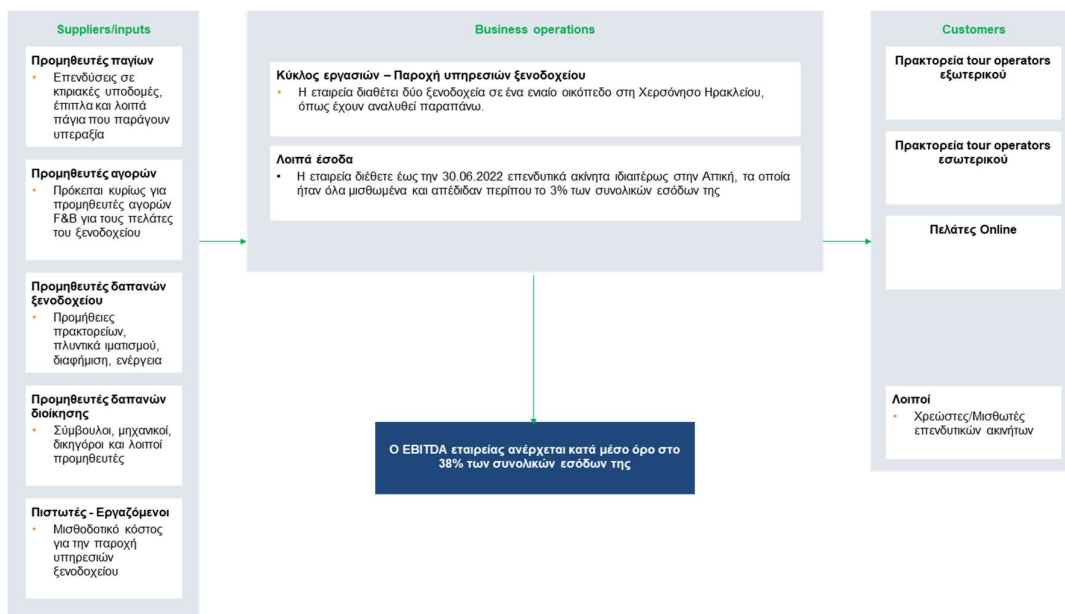 Suppliers/inputs
Προμηθευτές παγίων
• Επενδύσεις σε
κτιριακές υποδομές,
έπιπλα και λοιπά
πάγια που παράγουν
υπεραξία
Προμηθευτές αγορών
• Πρόκειται κυρίως για
προμηθευτές αγορών
F&B για τους πελάτες
του ξενοδοχείου
Προμηθευτές δαπανών
ξενοδοχείου
• Προμήθειες
πρακτορείων,
πλυντικά ιματισμού,
διαφήμιση, ενέργεια
Προμηθευτές δαπανών
διοίκησης
• Σύμβουλοι, μηχανικοί,
δικηγόροι και λοιποί
προμηθευτές
Πιστωτές - Εργαζόμενοι
• Μισθοδοτικό κόστος
για την παροχή
υπηρεσιών
ξενοδοχείου
Business operations
Κύκλος εργασιών – Παροχή υπηρεσιών ξενοδοχείου
• Η εταιρεία διαθέτει δύο ξενοδοχεία σε ένα ενιαίο οικόπεδο στη Χερσόνησο Ηρακλείου,
όπως έχουν αναλυθεί παραπάνω.
Λοιπά έσοδα
• Η εταιρεία διέθετε έως την 30.06.2022 επενδυτικά ακίνητα ιδιαιτέρως στην Απική, τα οποία
ήταν όλα μισθωμένα και απέδιδαν περίπου το 3% των συνολικών εσόδων της
Ο EBITDA εταιρείας ανέρχεται κατά μέσο όρο στο
38% των συνολικών εσόδων της
Customers
Πρακτορεία tour operators
εξωτερικού
Πρακτορεία tour operators
εσωτερικού
Πελάτες Online
Λοιποί
• Χρεώστες/Μισθωτές
επενδυτικών ακινήτων